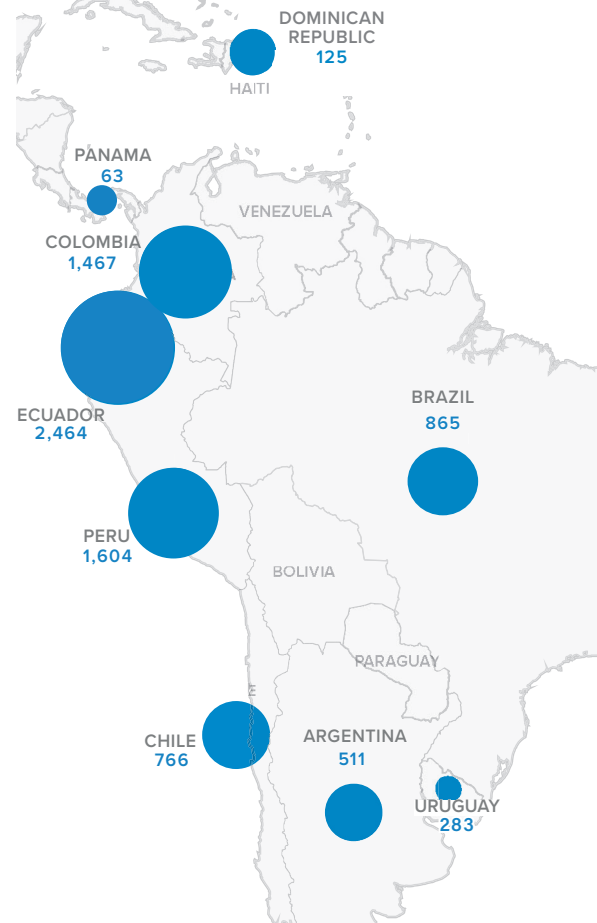 DOMINICAN
REPUBLIC
125
HAITI
PANAMA
63
VENEZUELA
COLOMBIA
1,467
BRAZIL
865
ECUADOR
2,464
PERU
1,604
BOLIVIA
PARAGUAY
CHILE
766
ARGENTINA
511
URUGUAY
283